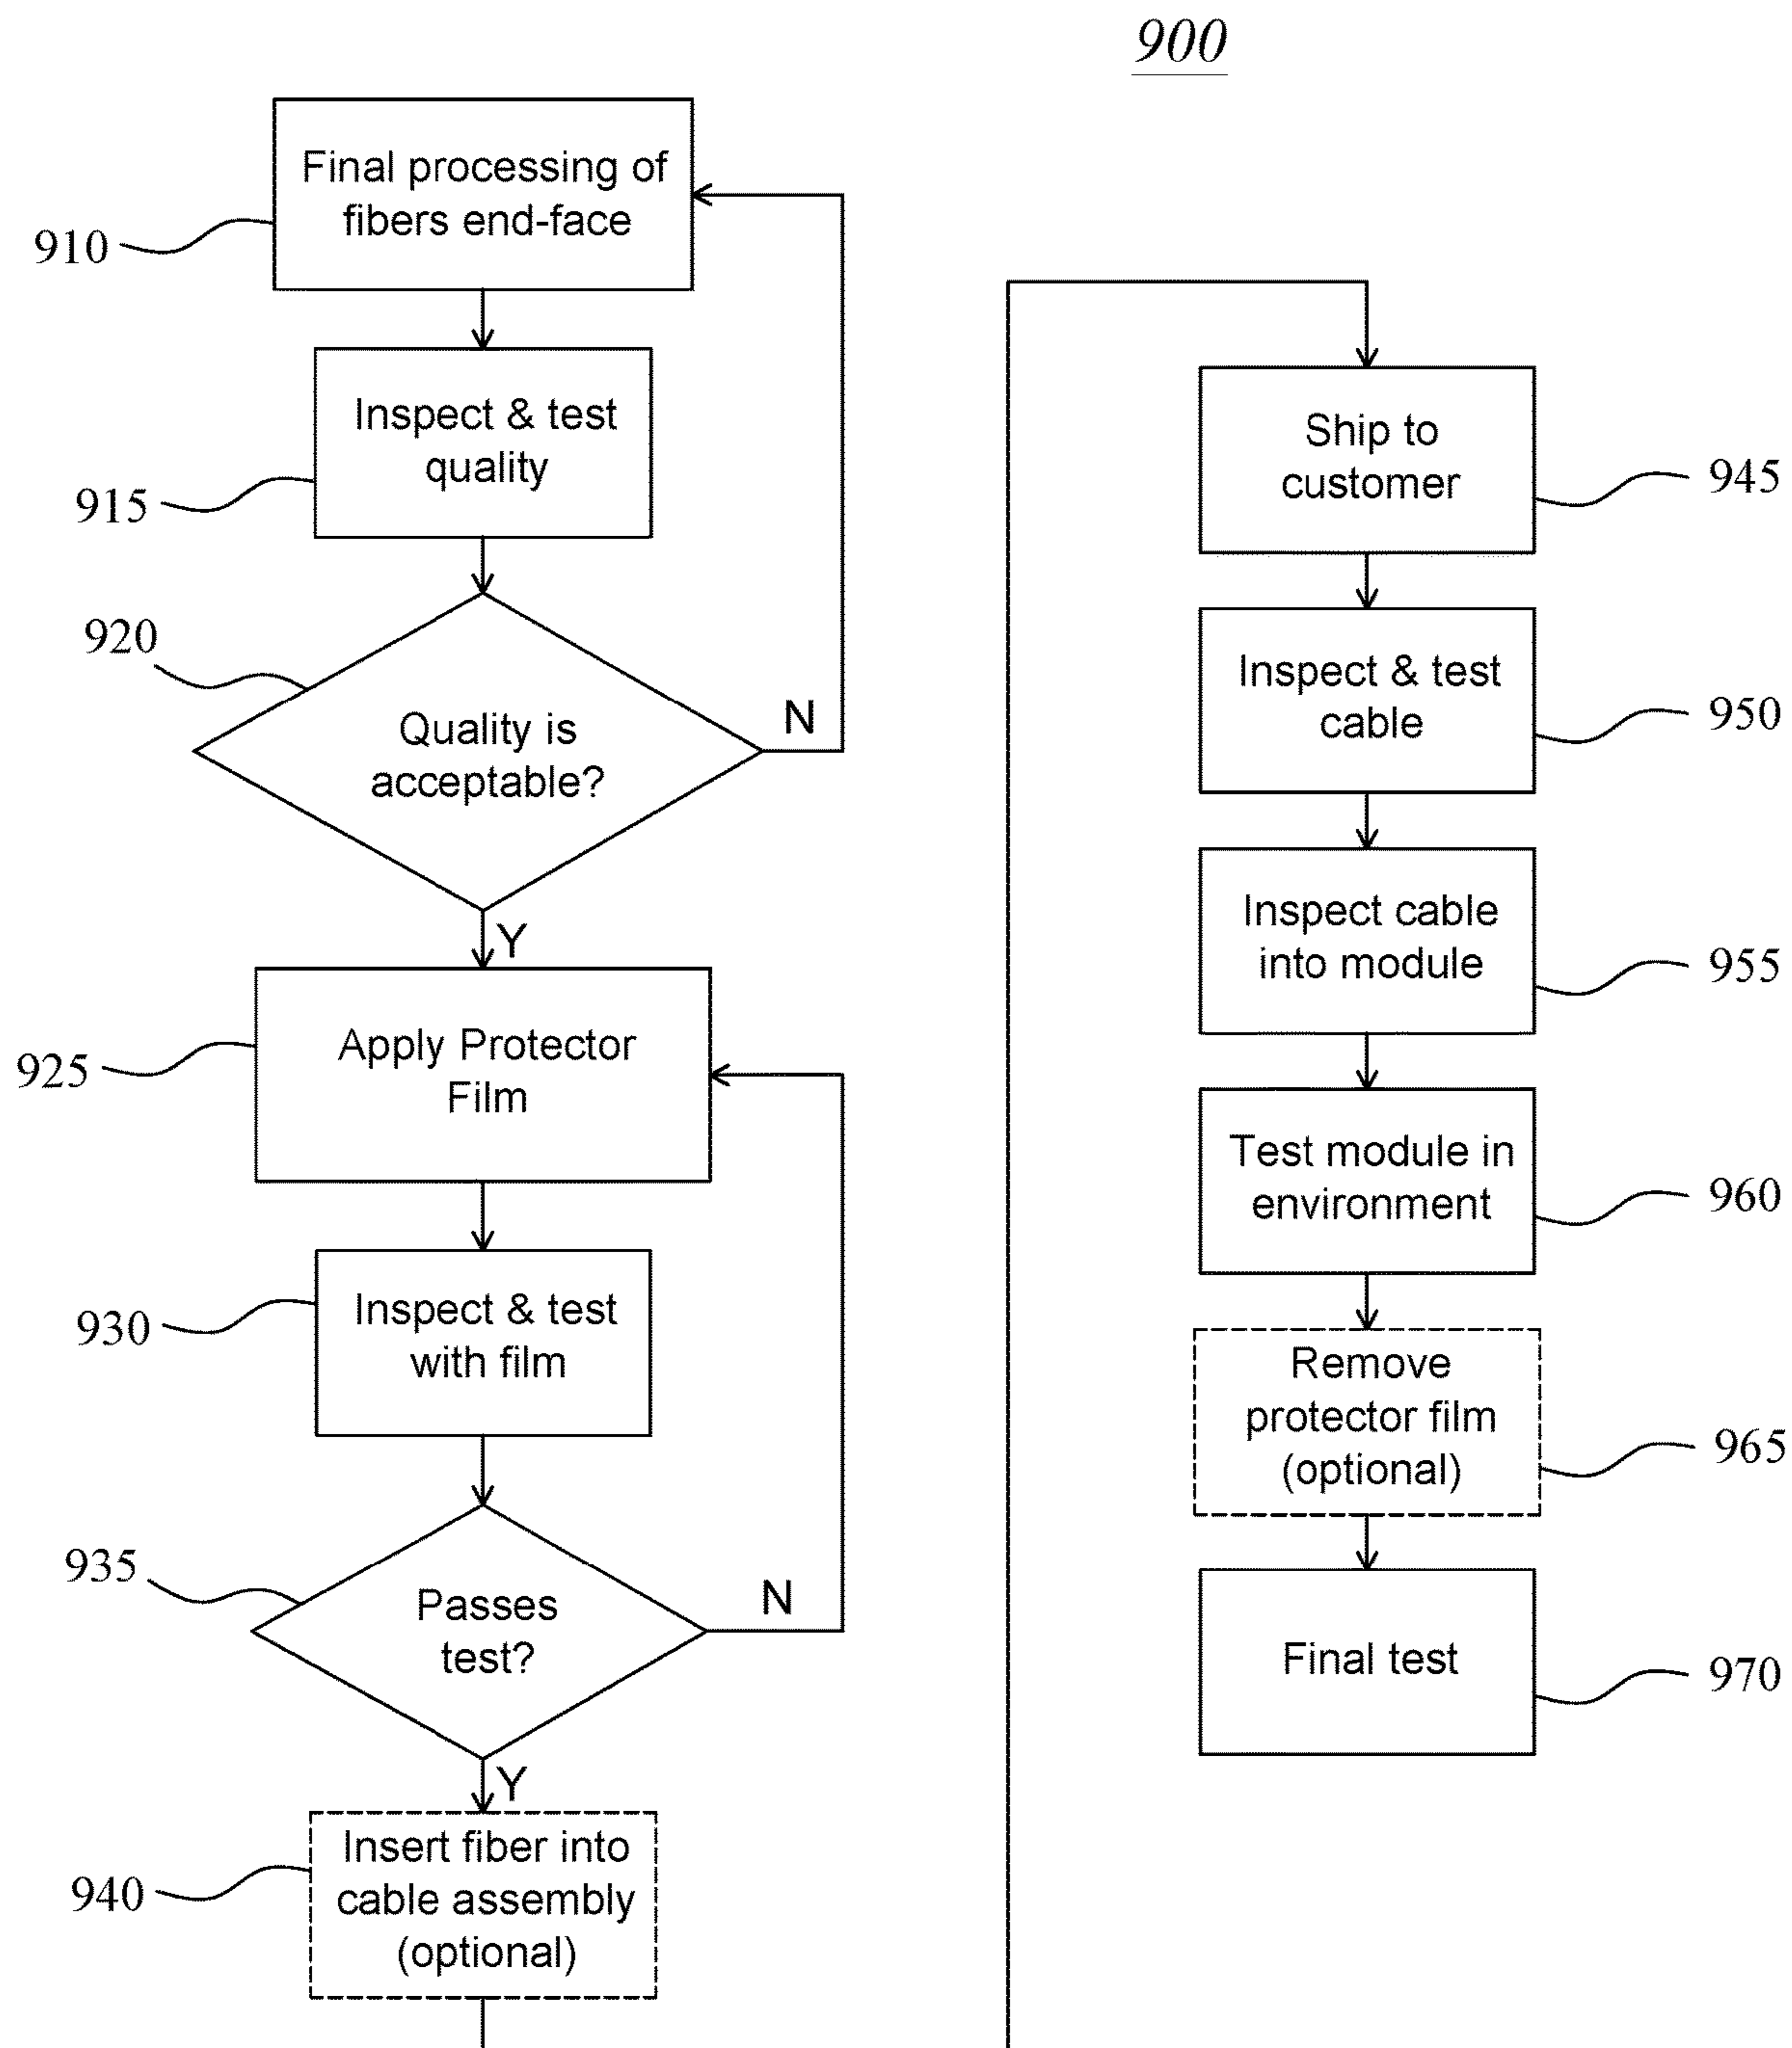 900
Final processing of
fibers end-face
910
Inspect & test
quality
915
920
Quality is
acceptable?
N
Y
Apply Protector
Film
925
Inspect & test
with film
930
935
Passes
test?
N
Y
Insert fiber into
cable assembly
(optional)
940
Ship to
customer
945
Inspect & test
cable
950
Inspect cable
into module
955
Test module in
environment
960
Remove
protector film
(optional)
965
Final test
970